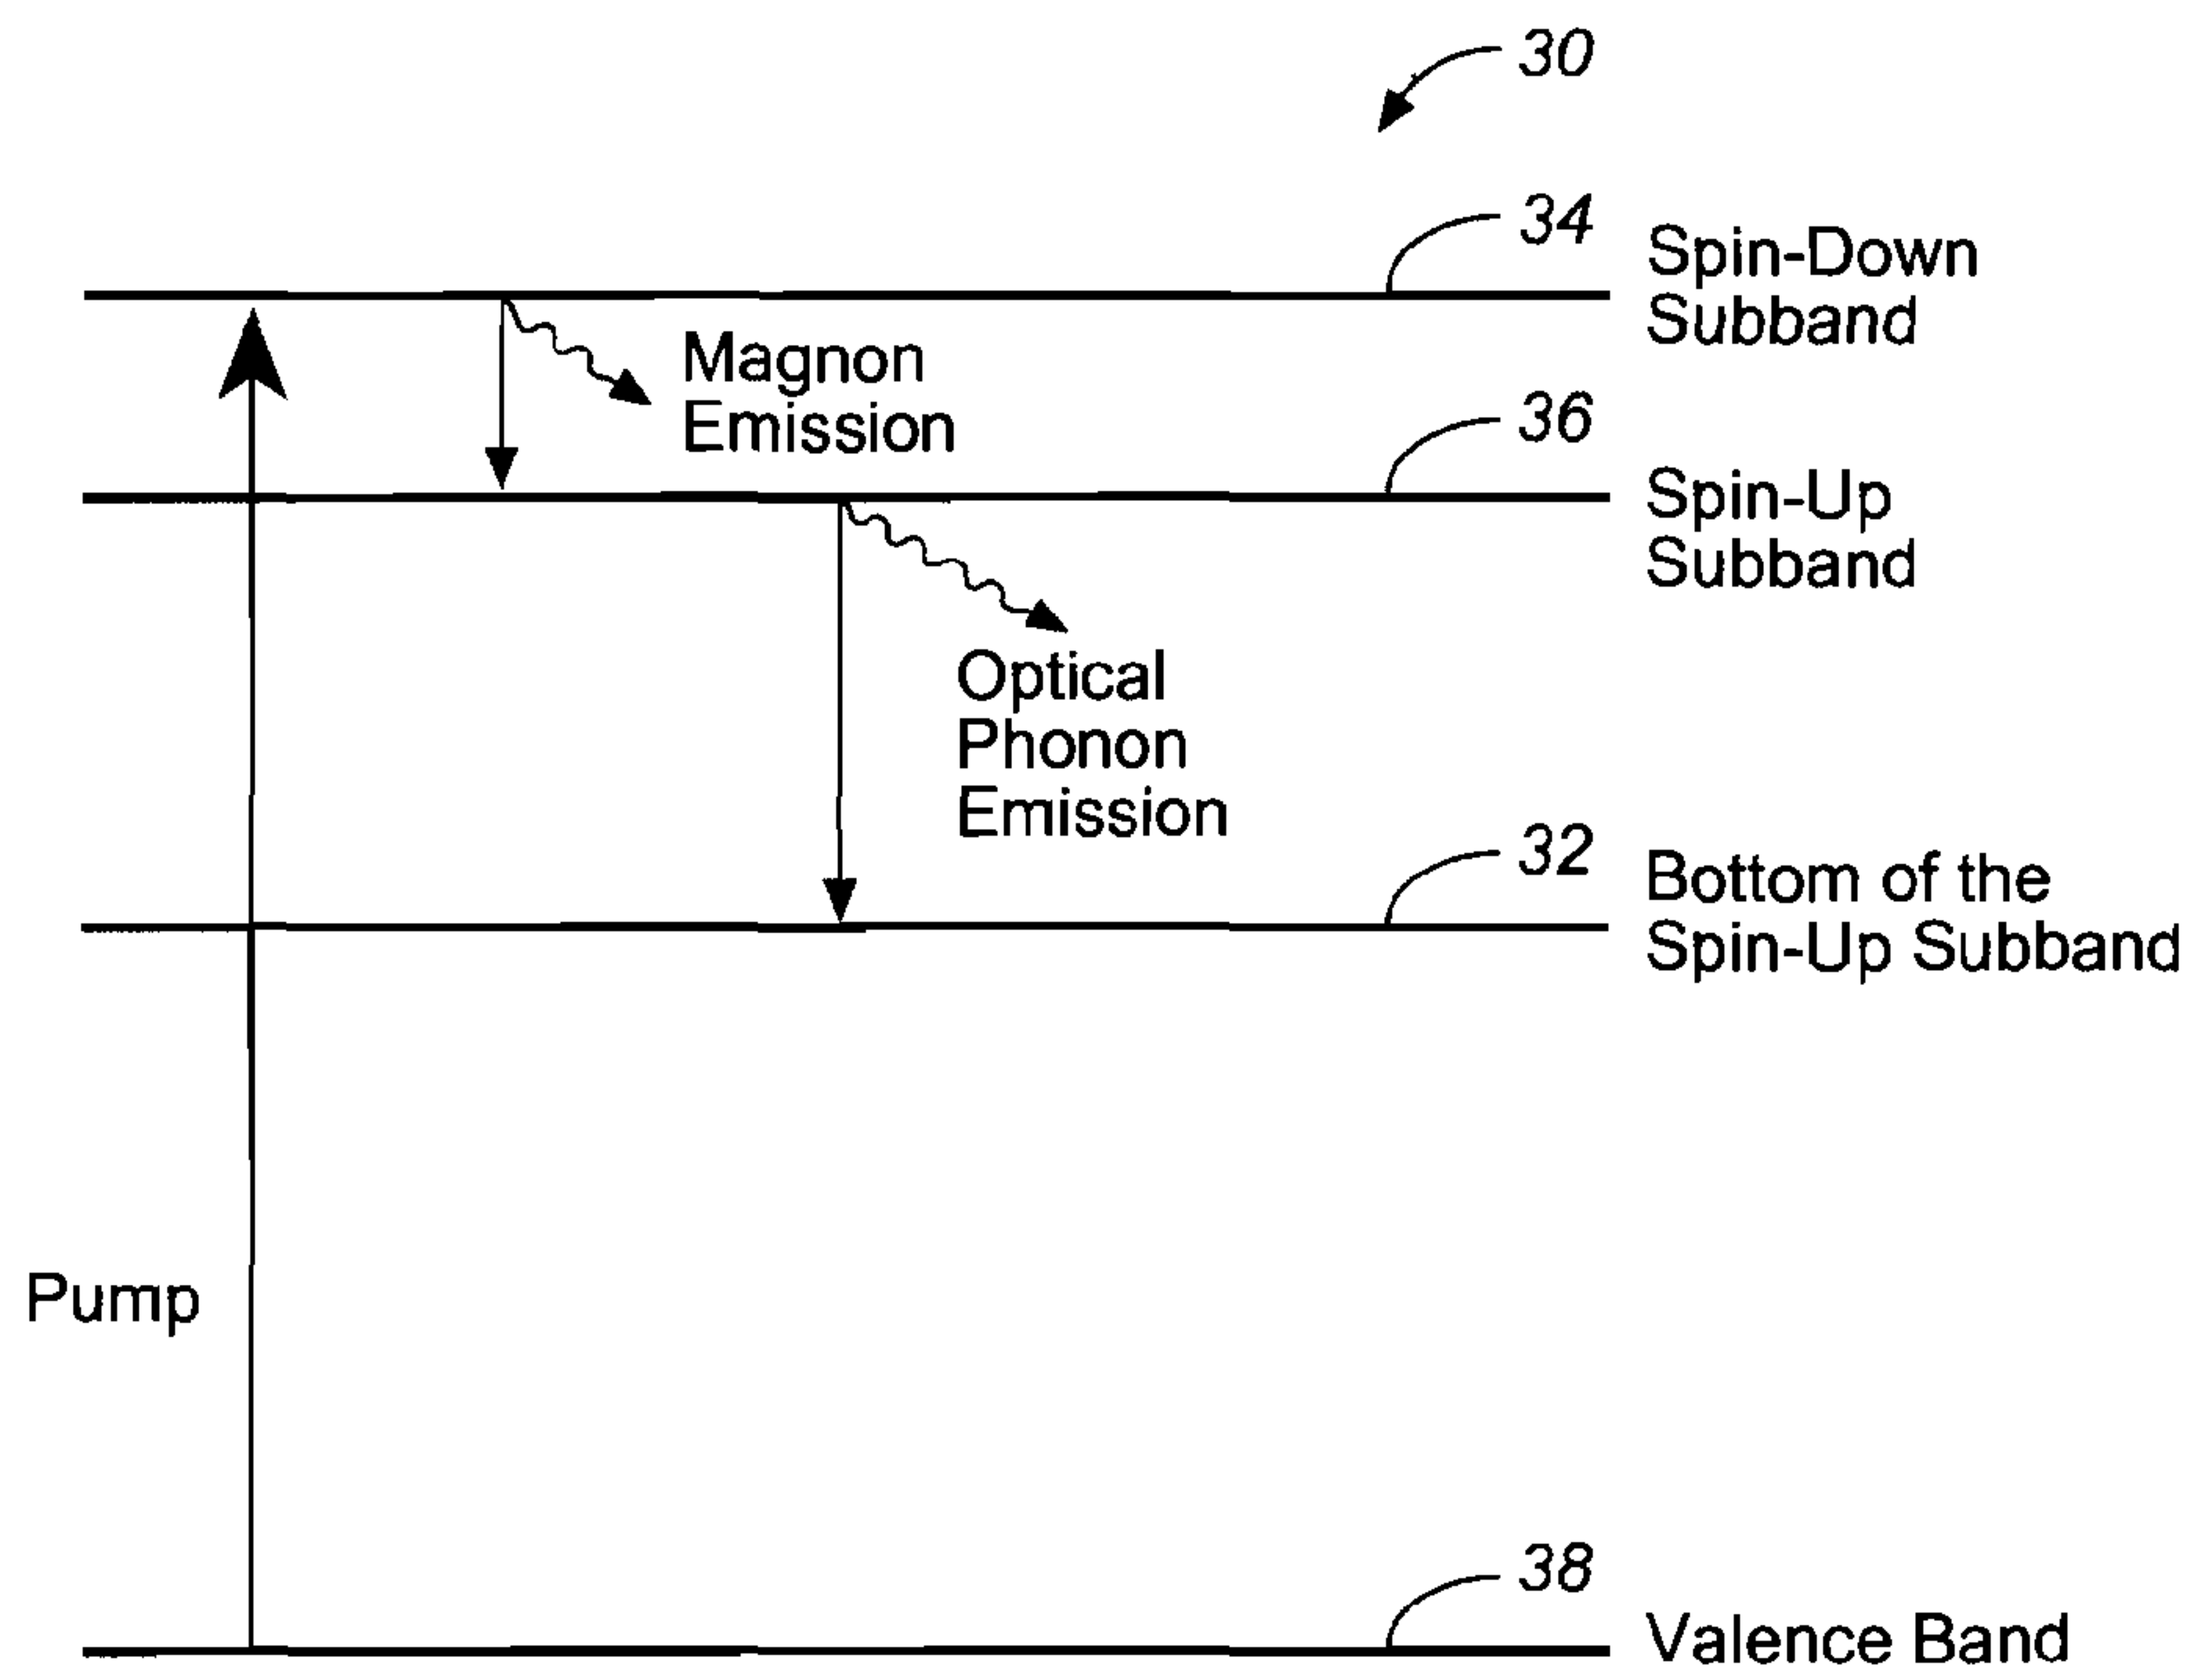 30
34
Spin-Down
Subband
Magnon
Emission
36
Spin-Up
Subband
Optical
Phonon
Emission
32
Bottom of the
Spin-Up Subband
Pump
38
Valence Band